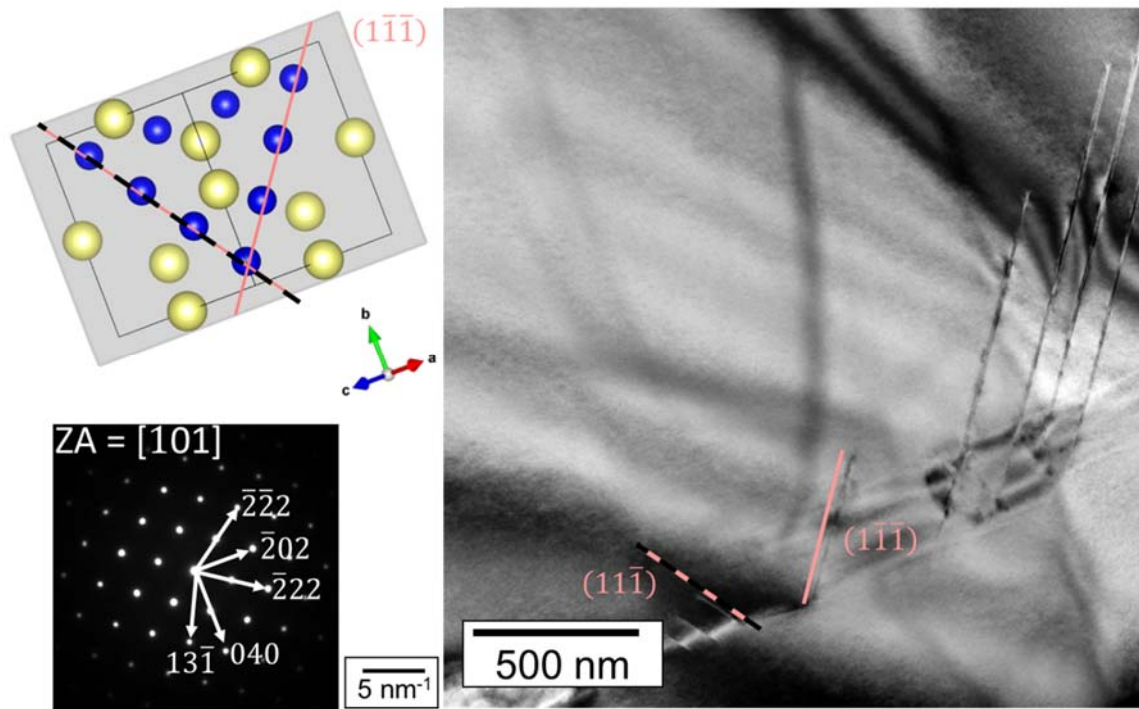 (11̅1̅)
b
a
c
ZA = [101]
2̅2̅2
2̅02
2̅22
131̅
040
5 nm⁻¹
(11̅1̅)
(111̅)
500 nm